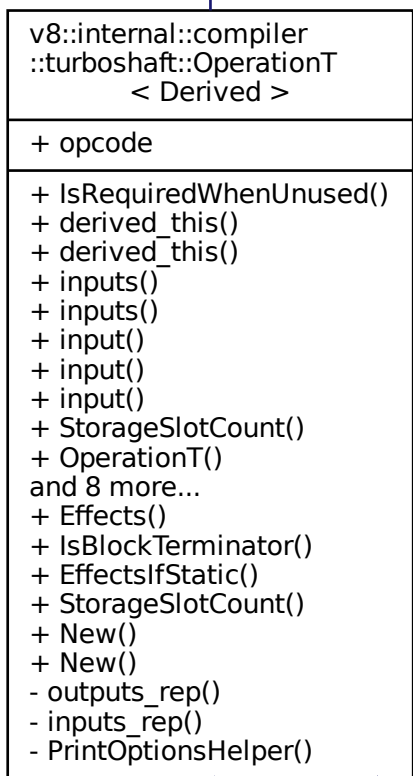 v8::internal::compiler
::turboshaft::OperationT
< Derived >
+ opcode
+ IsRequiredWhenUnused()
+ derived_this()
+ derived_this()
+ inputs()
+ inputs()
+ input()
+ input()
+ input()
+ StorageSlotCount()
+ OperationT()
and 8 more...
+ Effects()
+ IsBlockTerminator()
+ EffectsIfStatic()
+ StorageSlotCount()
+ New()
+ New()
- outputs_rep()
- inputs_rep()
- PrintOptionsHelper()